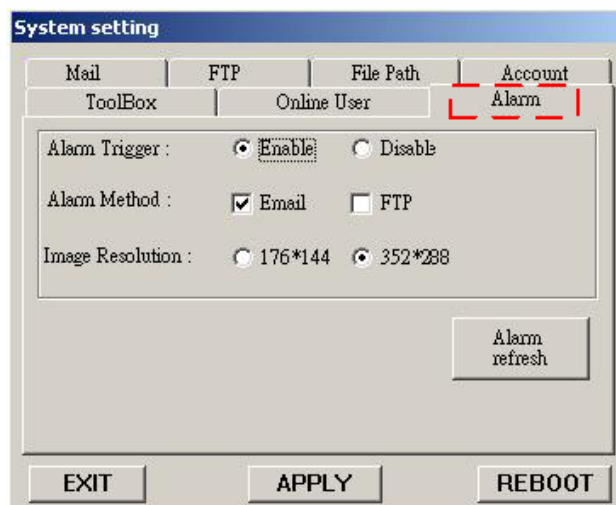 System setting
Mail FTP File Path Account
ToolBox Online User Alarm
Alarm Trigger : Enable Disable
Alarm Method : Email FTP
Image Resolution : 176*144 352*288
Alarm
refresh
EXIT APPLY REBOOT